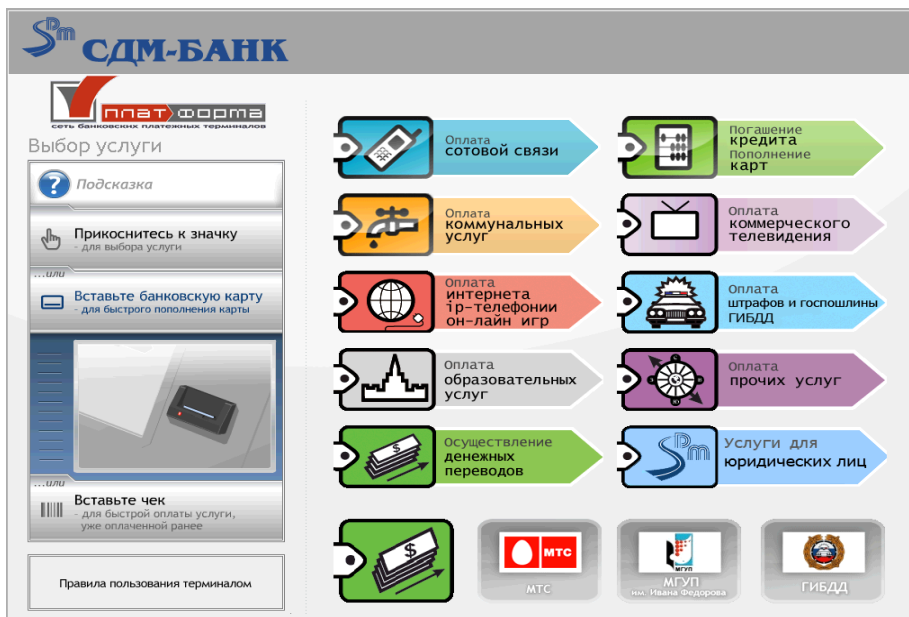 SDm СДМ-БАНК
ПЛАТФОРМА
сеть банковских платежных терминалов
Выбор услуги
? Подсказка
Прикоснитесь к значку
- для выбора услуги
...или
Вставьте банковскую карту
- для быстрого пополнения карты
...или
Вставьте чек
- для быстрой оплаты услуги,
уже оплаченной ранее
Правила пользования терминалом
Оплата
сотовой связи
Погашение
кредита
Пополнение
карт
Оплата
коммунальных
услуг
Оплата
коммерческого
телевидения
Оплата
интернета
ip-телефонии
он-лайн игр
Оплата
штрафов и госпошлины
ГИБДД
Оплата
образовательных
услуг
Оплата
прочих услуг
Осуществление
денежных
переводов
$
SDm
Услуги для
юридических лиц
$
МТС
МТС
МГУП
МГУП
им. Ивана Федорова
ГИБДД